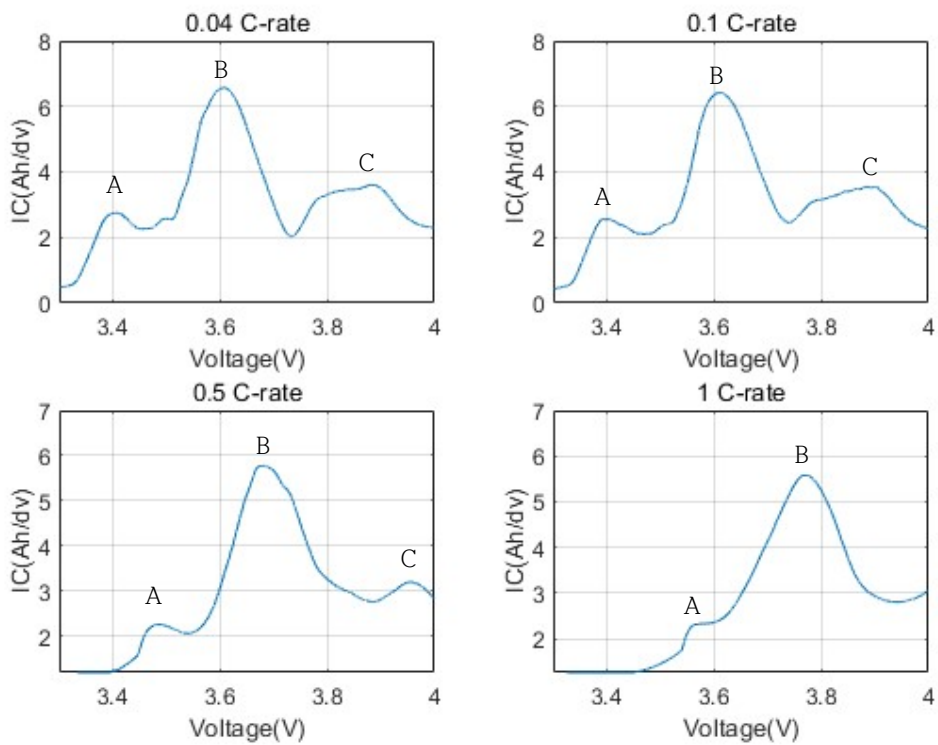 0.04 C-rate
8
6
4
2
0
IC(Ah/dv)
A
B
C
3.4
3.6
3.8
4
Voltage(V)
0.1 C-rate
8
6
4
2
0
IC(Ah/dv)
A
B
C
3.4
3.6
3.8
4
Voltage(V)
0.5 C-rate
7
6
5
4
3
2
IC(Ah/dv)
A
B
C
3.4
3.6
3.8
4
Voltage(V)
1 C-rate
7
6
5
4
3
2
IC(Ah/dv)
A
B
3.4
3.6
3.8
4
Voltage(V)